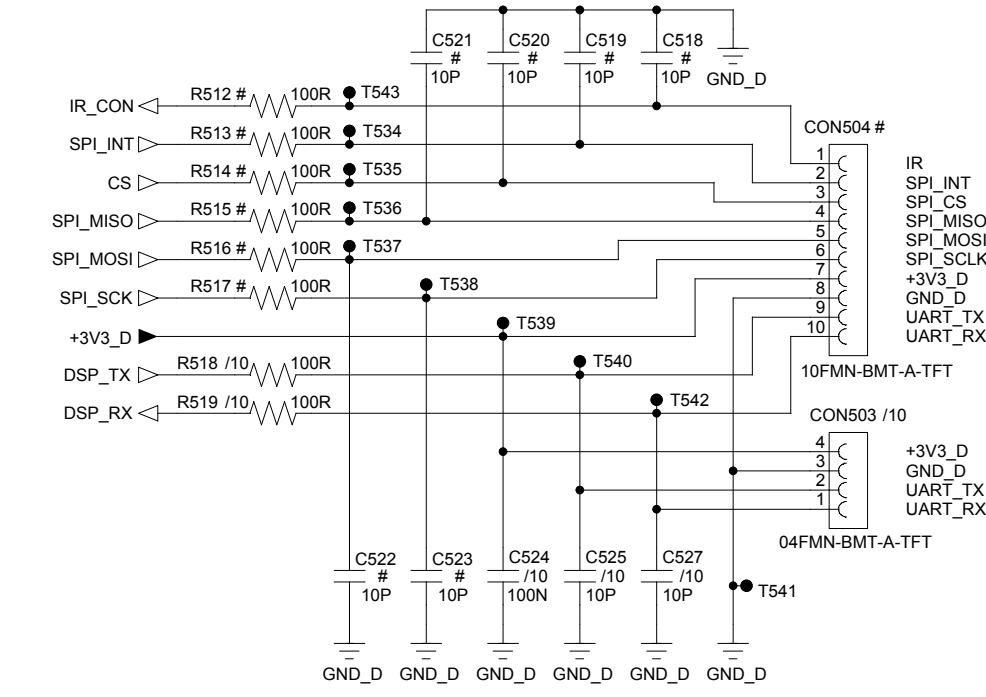 C521 # 10P
C520 # 10P
C519 # 10P
C518 # 10P
GND_D
IR_CON R512 # 100R T543
SPI_INT R513 # 100R T534
CS R514 # 100R T535
SPI_MISO R515 # 100R T536
SPI_MOSI R516 # 100R T537
SPI_SCK R517 # 100R T538
+3V3_D T539
DSP_TX R518 /10 100R T540
DSP_RX R519 /10 100R T542
CON504 #
1 IR
2 SPI_INT
3 SPI_CS
4 SPI_MISO
5 SPI_MOSI
6 SPI_SCLK
7 +3V3_D
8 GND_D
9 UART_TX
10 UART_RX
10FMN-BMT-A-TFT
CON503 /10
4 +3V3_D
3 GND_D
2 UART_TX
1 UART_RX
04FMN-BMT-A-TFT
C522 # 10P
C523 # 10P
C524 /10 100N
C525 /10 10P
C527 /10 10P
T541
GND_D GND_D GND_D GND_D GND_D GND_D